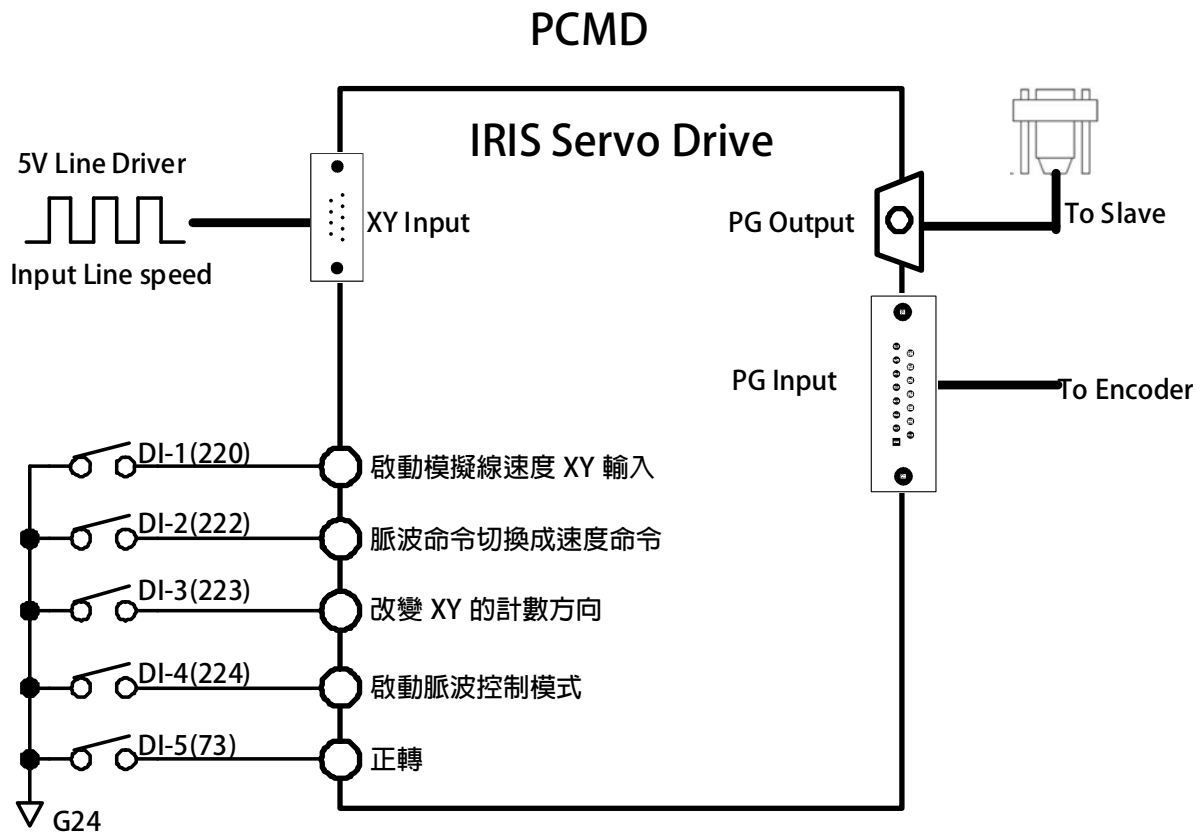 PCMD
IRIS Servo Drive
5V Line Driver
Input Line speed
XY Input
PG Output
To Slave
PG Input
To Encoder
DI-1(220)
啟動模擬線速度 XY 輸入
DI-2(222)
脈波命令切換成速度命令
DI-3(223)
改變 XY 的計數方向
DI-4(224)
啟動脈波控制模式
DI-5(73)
正轉
G24